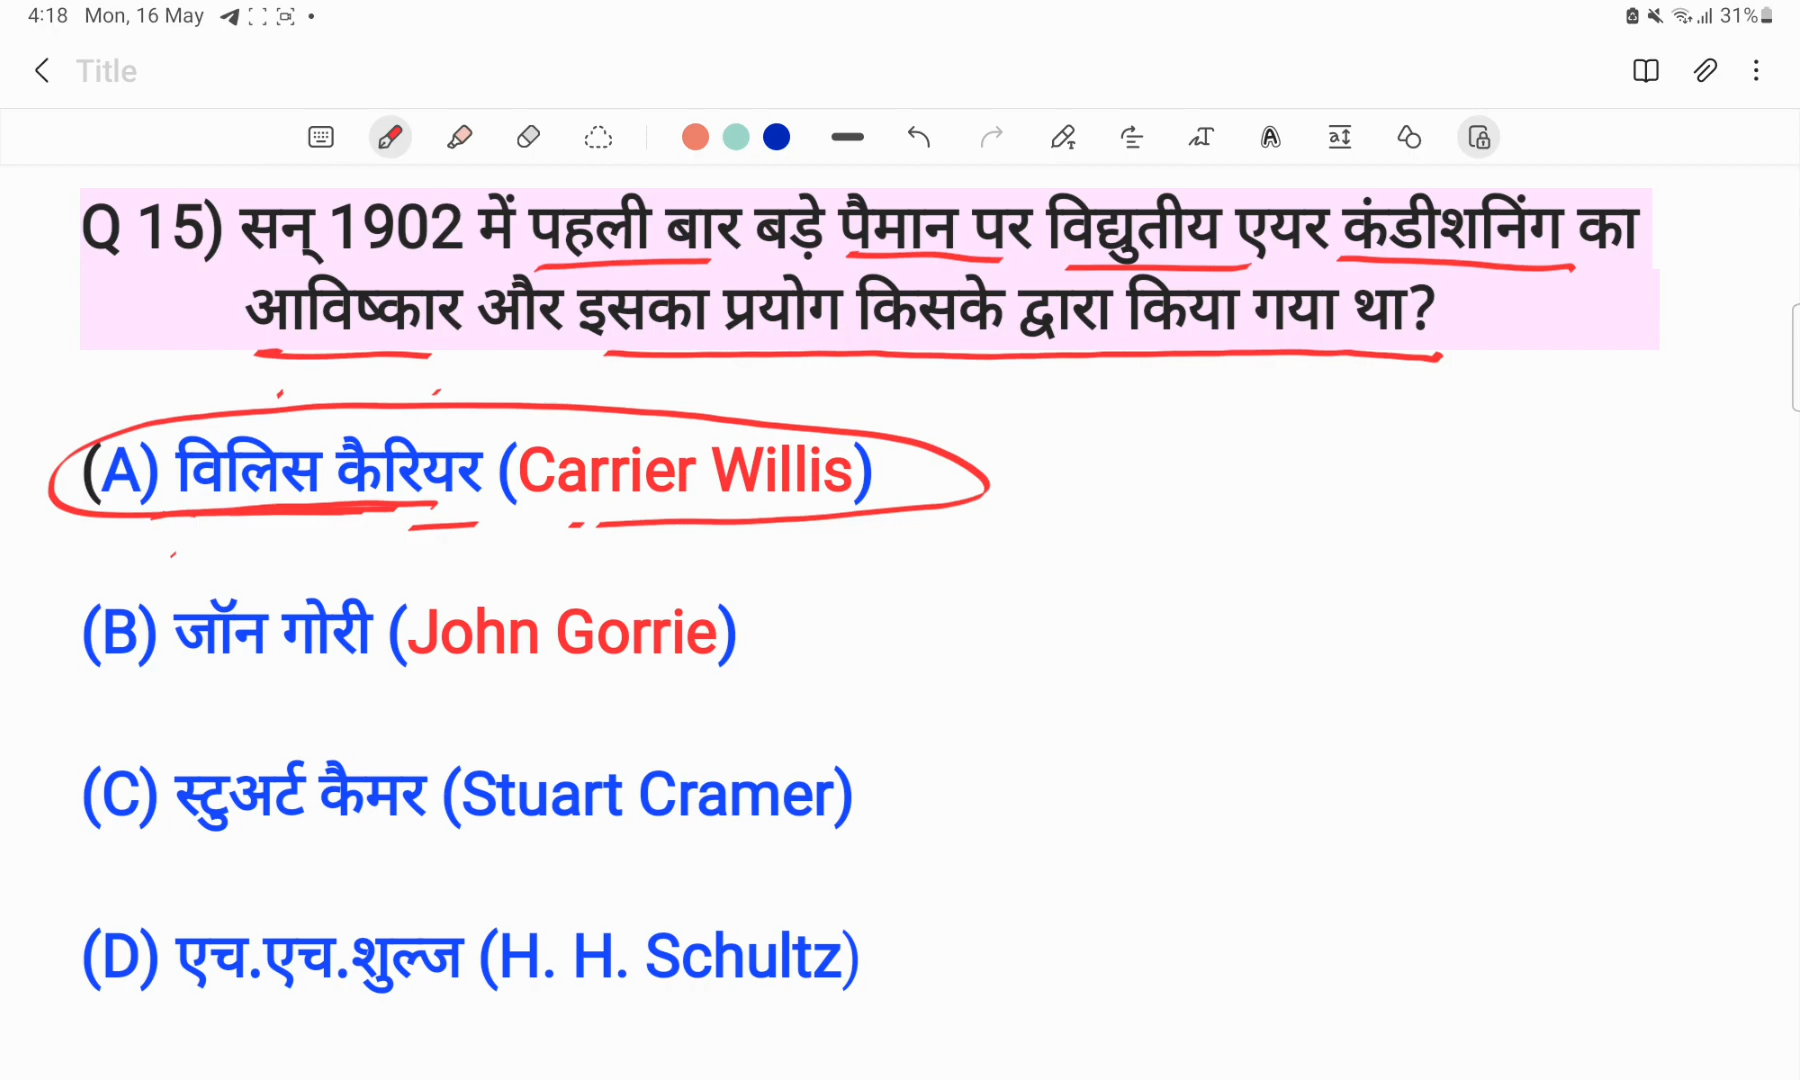 4:18 Mon, 16 May 31%
Title
Q 15) सन् 1902 में पहली बार बड़े पैमान पर विद्युतीय एयर कंडीशनिंग का
आविष्कार और इसका प्रयोग किसके द्वारा किया गया था?
(A) विलिस कैरियर (Carrier Willis)
(B) जॉन गोरी (John Gorrie)
(C) स्टुअर्ट कैमर (Stuart Cramer)
(D) एच.एच.शुल्ज (H. H. Schultz)